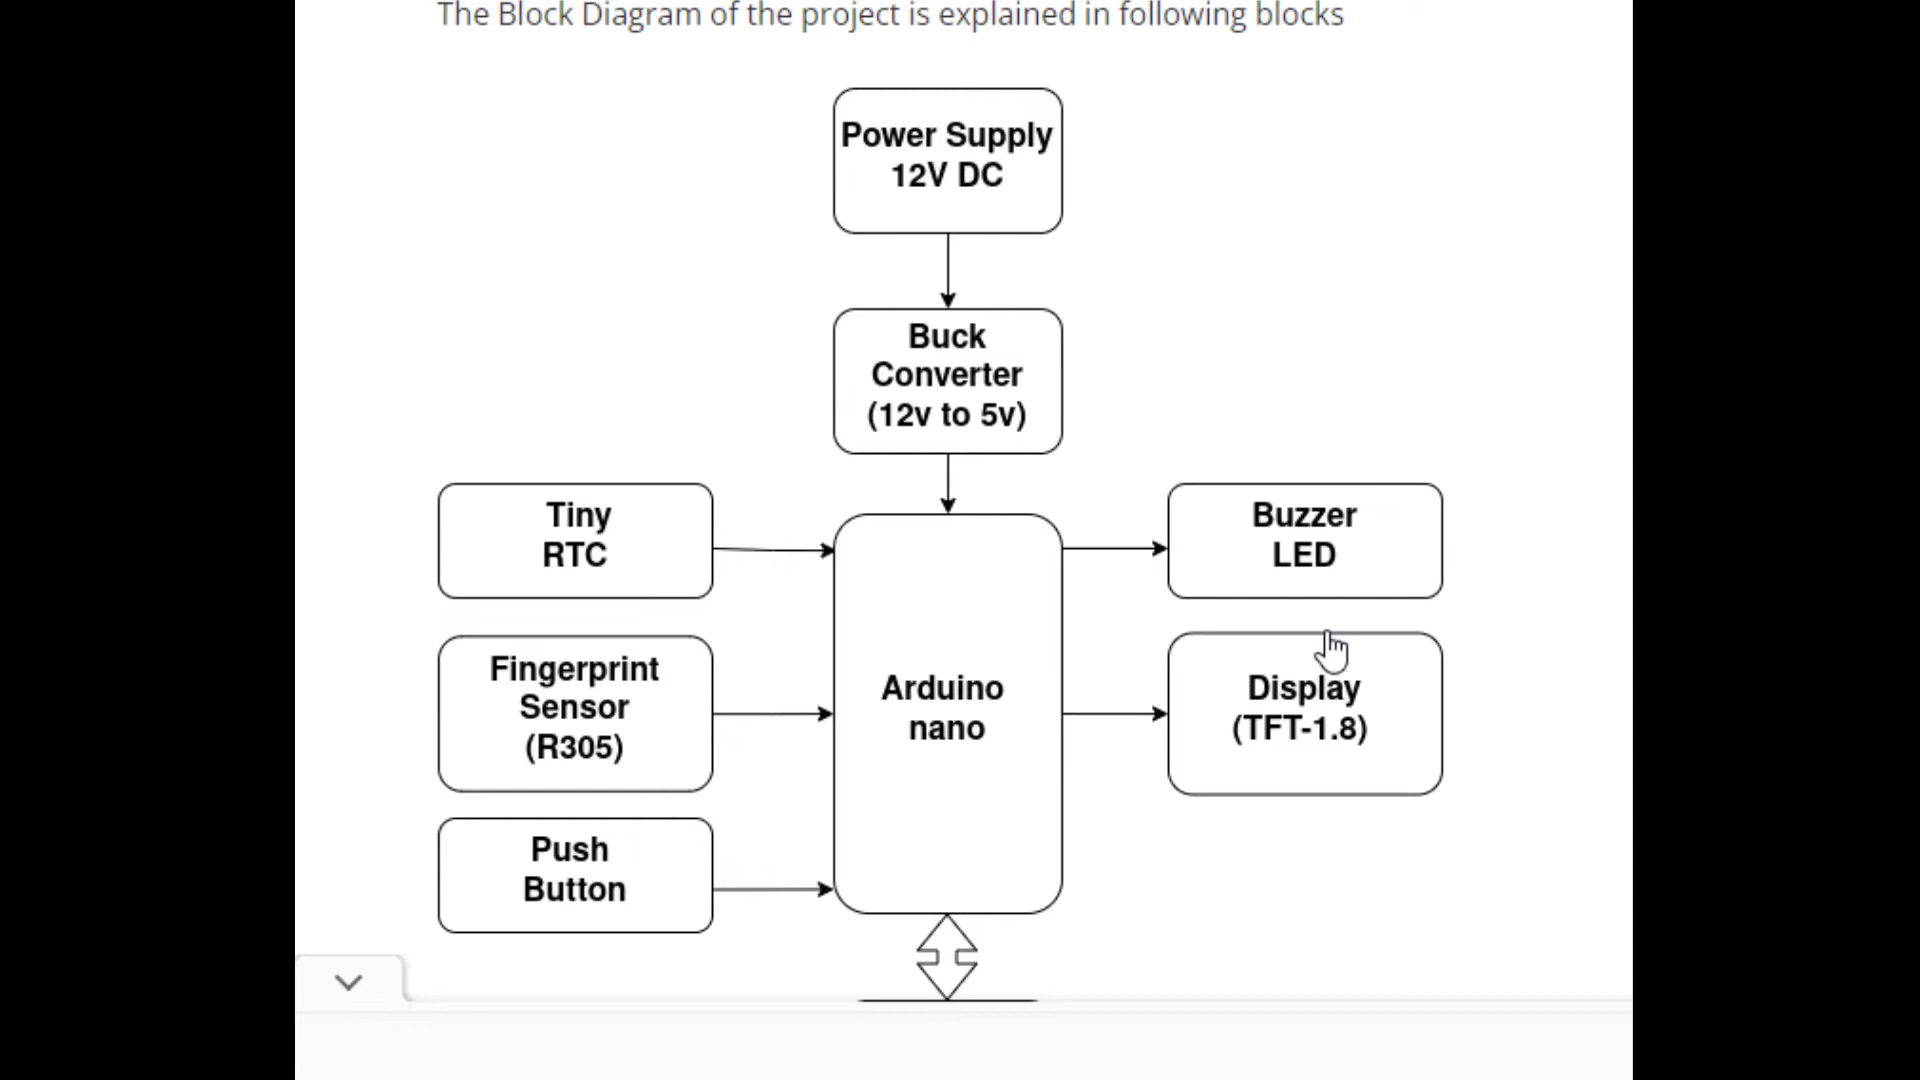 The Block Diagram of the project is explained in following blocks
Power Supply
12V DC
Buck
Converter
(12v to 5v)
Tiny
RTC
Buzzer
LED
Fingerprint
Sensor
(R305)
Arduino
nano
Display
(TFT-1.8)
Push
Button